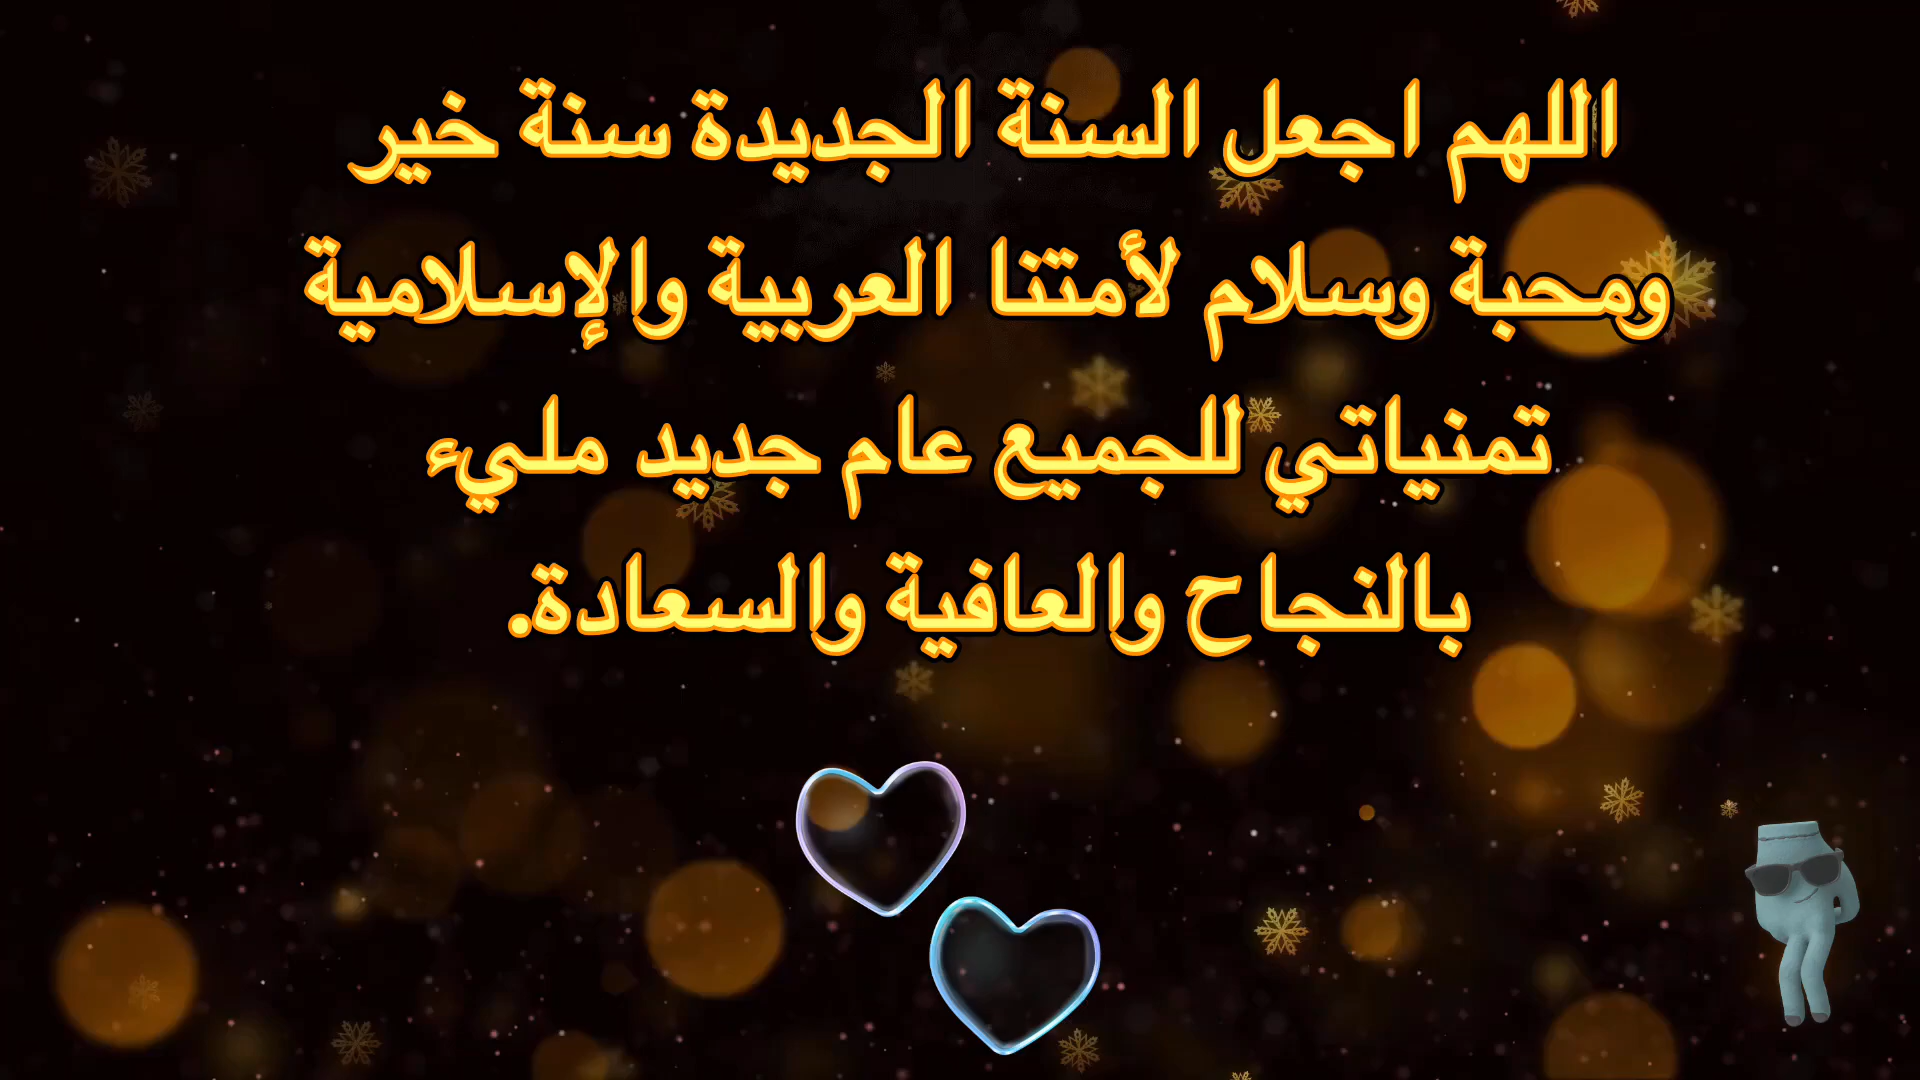 اللهم اجعل السنة الجديدة سنة خير
ومحبة وسلام لأمتنا العربية والإسلامية
تمنياتي للجميع عام جديد مليء
بالنجاح والعافية والسعادة.